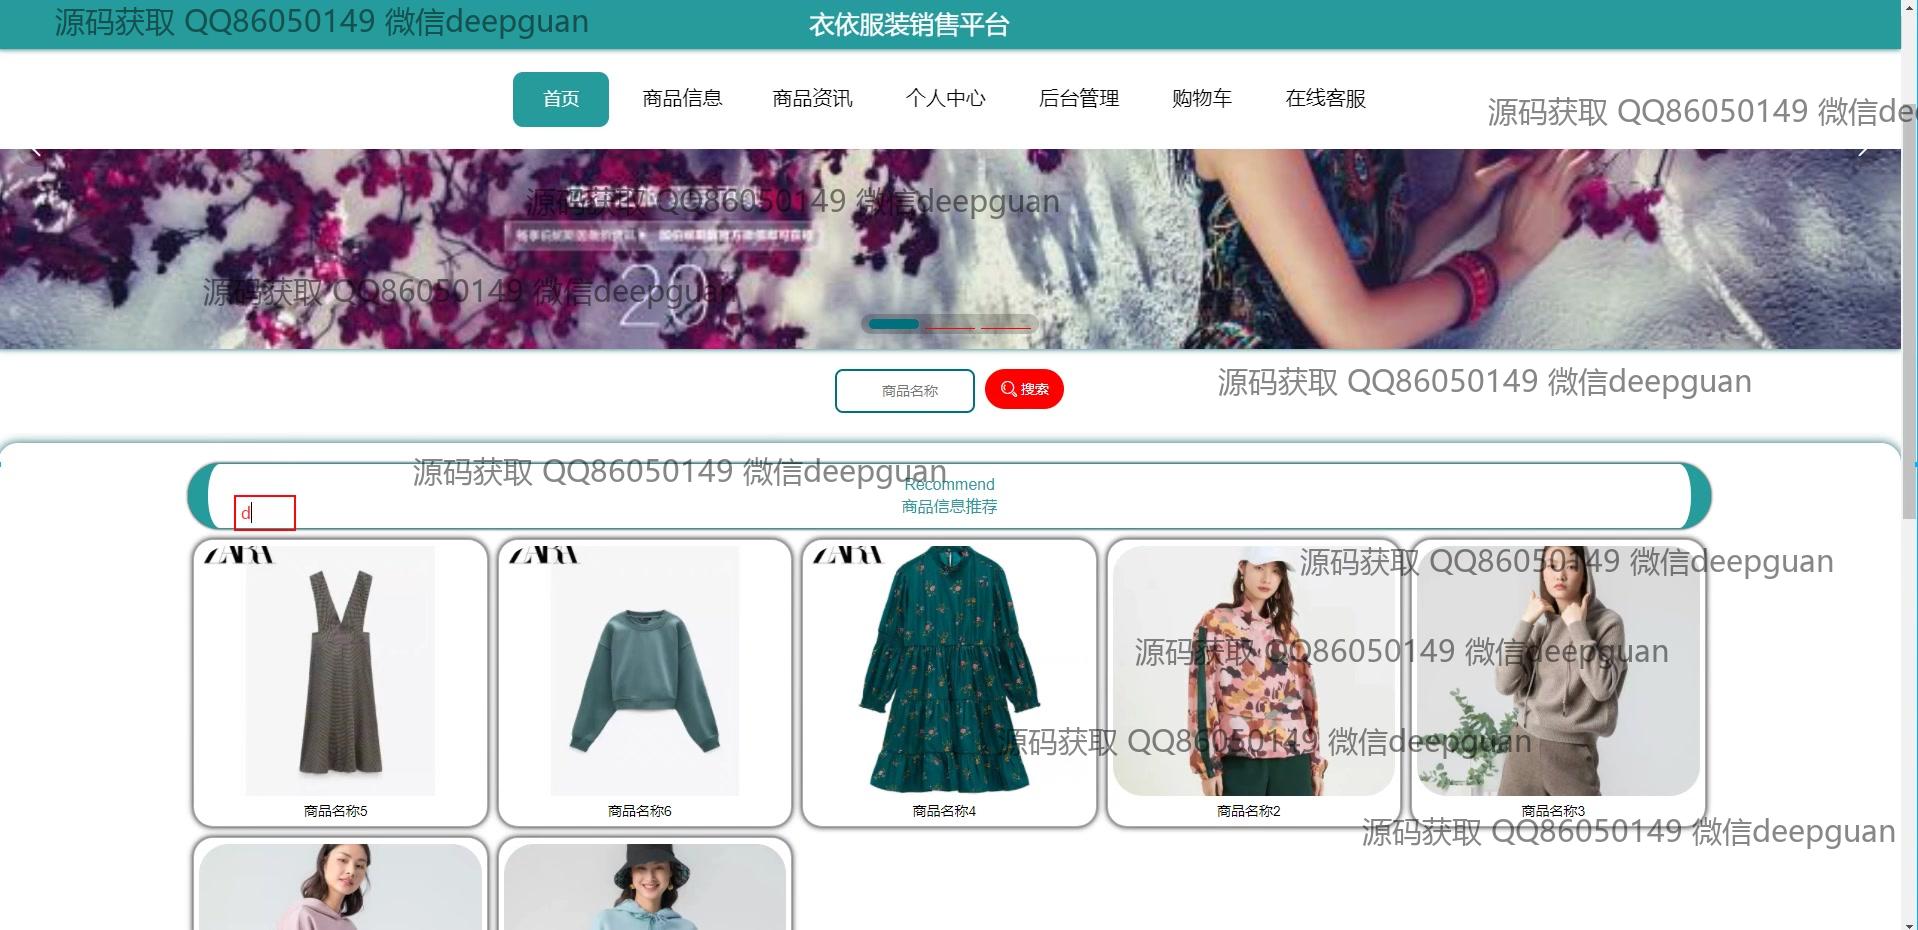 源码获取 QQ86050149 微信deepguan
衣依服装销售平台
首页 商品信息 商品资讯 个人中心 后台管理 购物车 在线客服
源码获取 QQ86050149 微信dee
源码获取 QQ86050149 微信deepguan
源码获取 QQ86050149 微信deepguan
20
商品名称 搜索
源码获取 QQ86050149 微信deepguan
源码获取 QQ86050149 微信deepguan
Recommend
商品信息推荐
d
ZARA ZARA ZARA
源码获取 QQ86050149 微信deepguan
源码获取 QQ86050149 微信deepguan
源码获取 QQ86050149 微信deepguan
商品名称5 商品名称6 商品名称4 商品名称2 商品名称3
源码获取 QQ86050149 微信deepguan